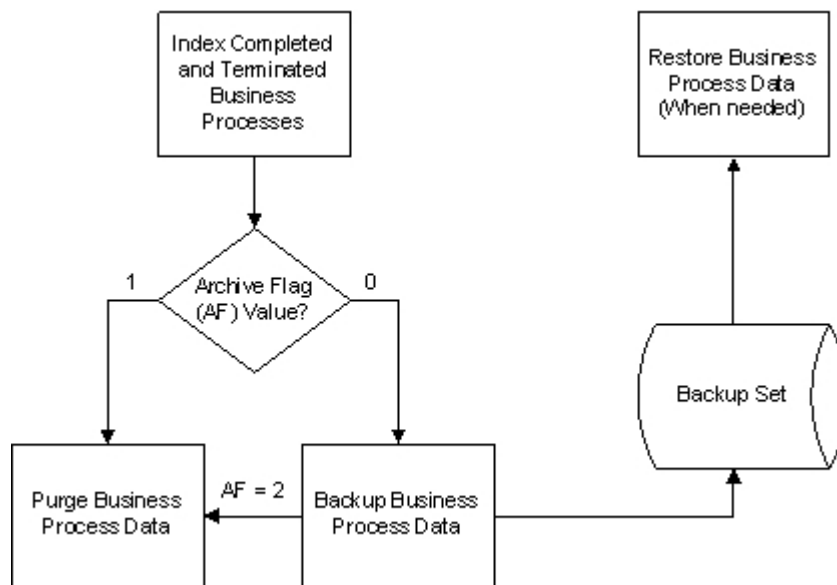 Index Completed
and Terminated
Business
Processes
Restore Business
Process Data
(When needed)
1
Archive Flag
(AF) Value?
0
Backup Set
Purge Business
Process Data
AF = 2
Backup Business
Process Data